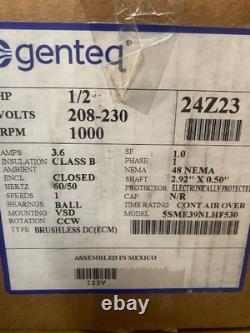 genteq
HP 1/2 24Z23
VOLTS 208-230
RPM 1000
AMPS 3.6 SF 1.0
INSULATION CLASS B PHASE 1
AMBIENT NEMA 48 NEMA
ENCL CLOSED SHAFT 2.92" X 0.50"
HERTZ 60/50 PROTECTOR ELECTRONICALLY PROTECTED
SPEEDS 1 CAP N/R
BEARINGS BALL TIME RATING CONT AIR OVER
MOUNTING VSD MODEL 5SME39NLHF530
ROTATION CCW
TYPE BRUSHLESS DC(ECM)
ASSEMBLED IN MEXICO
123V